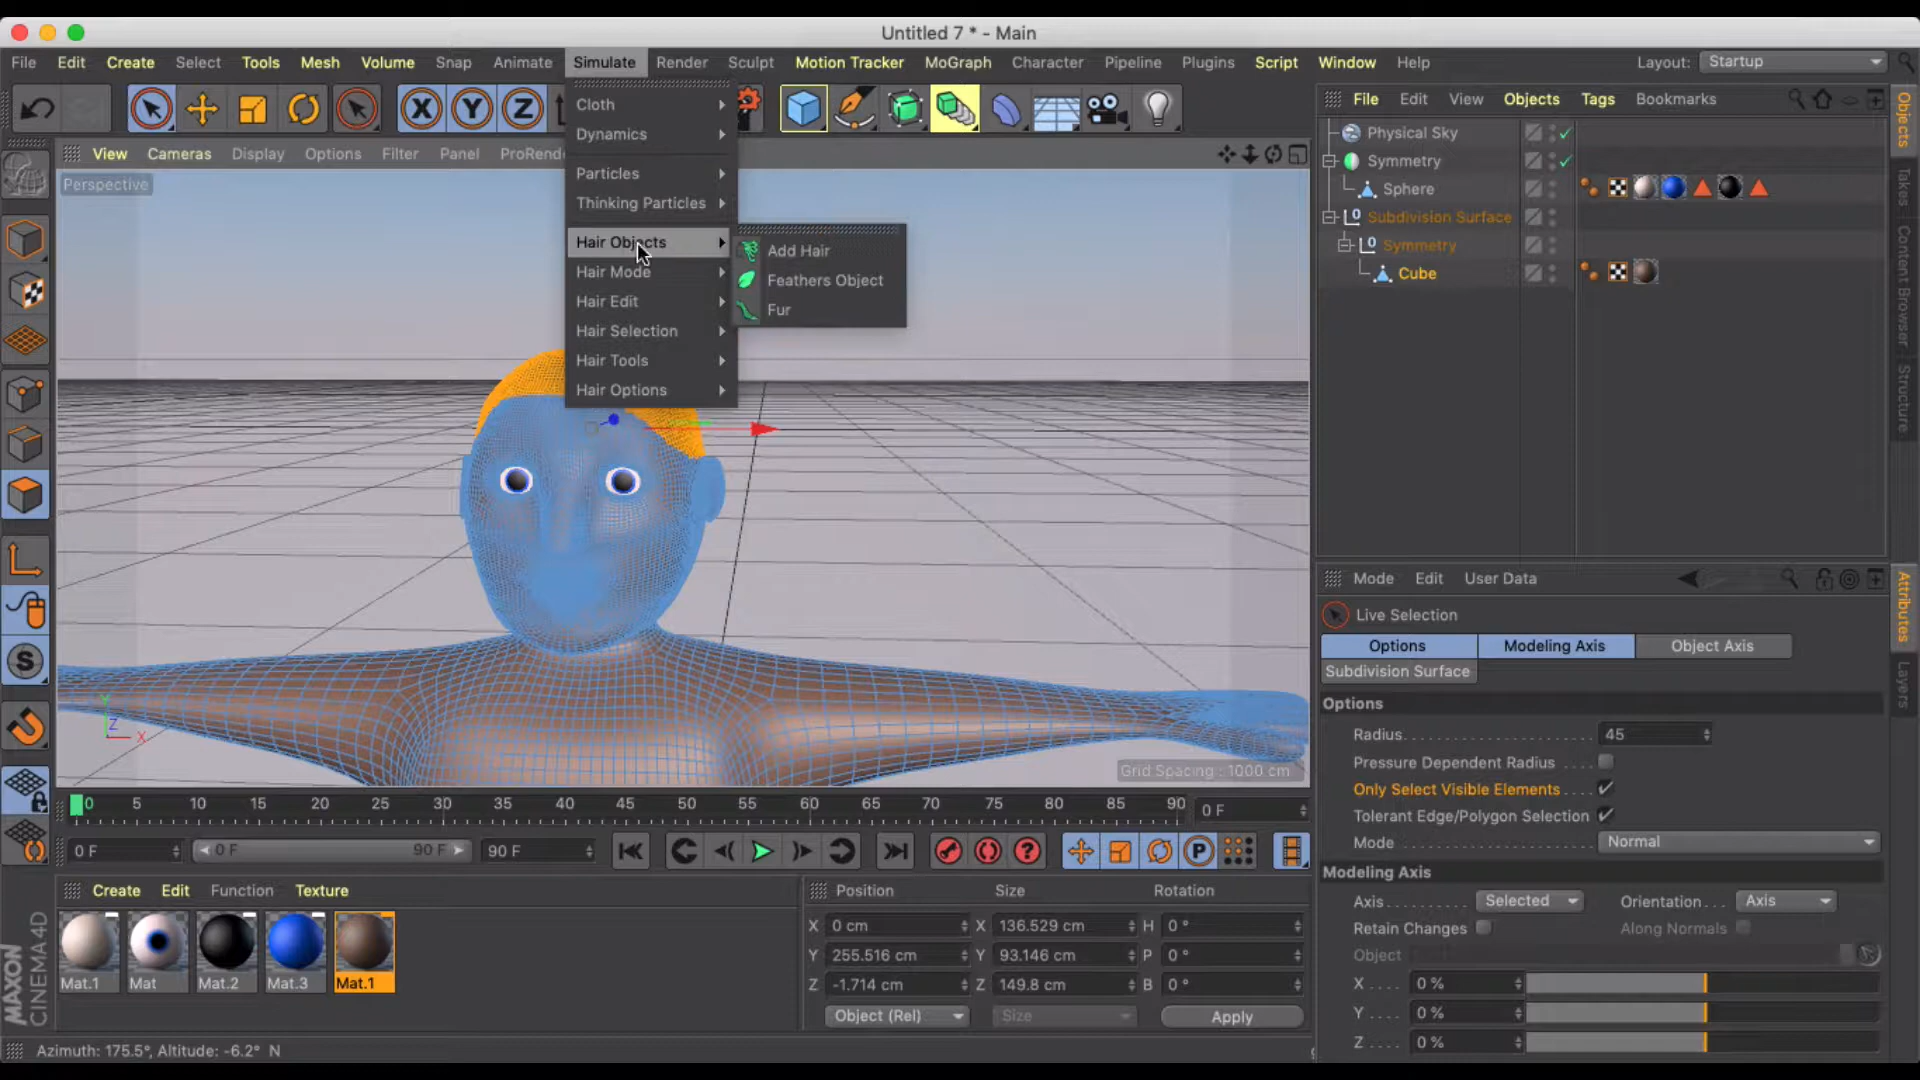 Untitled 7 * - Main
File Edit Create Select Tools Mesh Volume Snap Animate Simulate Render Sculpt Motion Tracker MoGraph Character Pipeline Plugins Script Window Help Layout: Startup
X Y Z
File Edit View Objects Tags Bookmarks
View Cameras Display Options Filter Panel ProRend
Perspective
Cloth
Dynamics
Particles
Thinking Particles
Hair Objects
Hair Mode
Hair Edit
Hair Selection
Hair Tools
Hair Options
Add Hair
Feathers Object
Fur
Physical Sky
Symmetry
Sphere
Subdivision Surface
Symmetry
Cube
Objects
Takes
Content Browser
Structure
Attributes
Layers
Mode Edit User Data
Live Selection
Options Modeling Axis Object Axis
Subdivision Surface
Options
Radius 45
Pressure Dependent Radius
Only Select Visible Elements
Tolerant Edge/Polygon Selection
Mode Normal
Modeling Axis
Axis Selected Orientation Axis
Retain Changes Along Normals
Object
X 0 %
Y 0 %
Z 0 %
Y
Z
X
Grid Spacing : 1000 cm
0 5 10 15 20 25 30 35 40 45 50 55 60 65 70 75 80 85 90 0 F
0 F 0 F 90 F 90 F
Create Edit Function Texture
Mat.1 Mat Mat.2 Mat.3 Mat.1
Position Size Rotation
X 0 cm X 136.529 cm H 0 °
Y 255.516 cm Y 93.146 cm P 0 °
Z -1.714 cm Z 149.8 cm B 0 °
Object (Rel) Size Apply
MAXON
CINEMA 4D
Azimuth: 175.5°, Altitude: -6.2° N